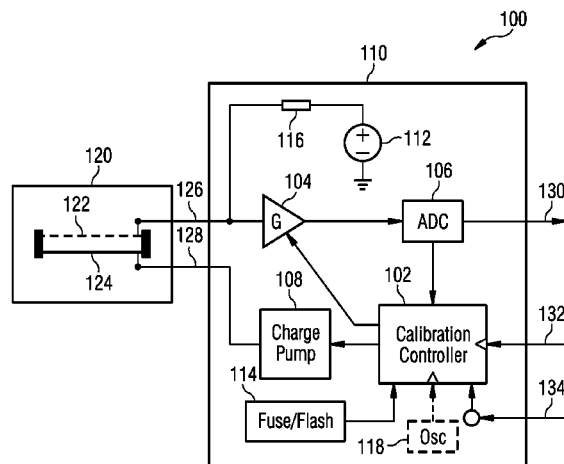 100
110
116
112
120
126
104
106
122
G
ADC
130
124
128
108
102
132
Charge
Pump
Calibration
Controller
114
134
Fuse/Flash
118
Osc